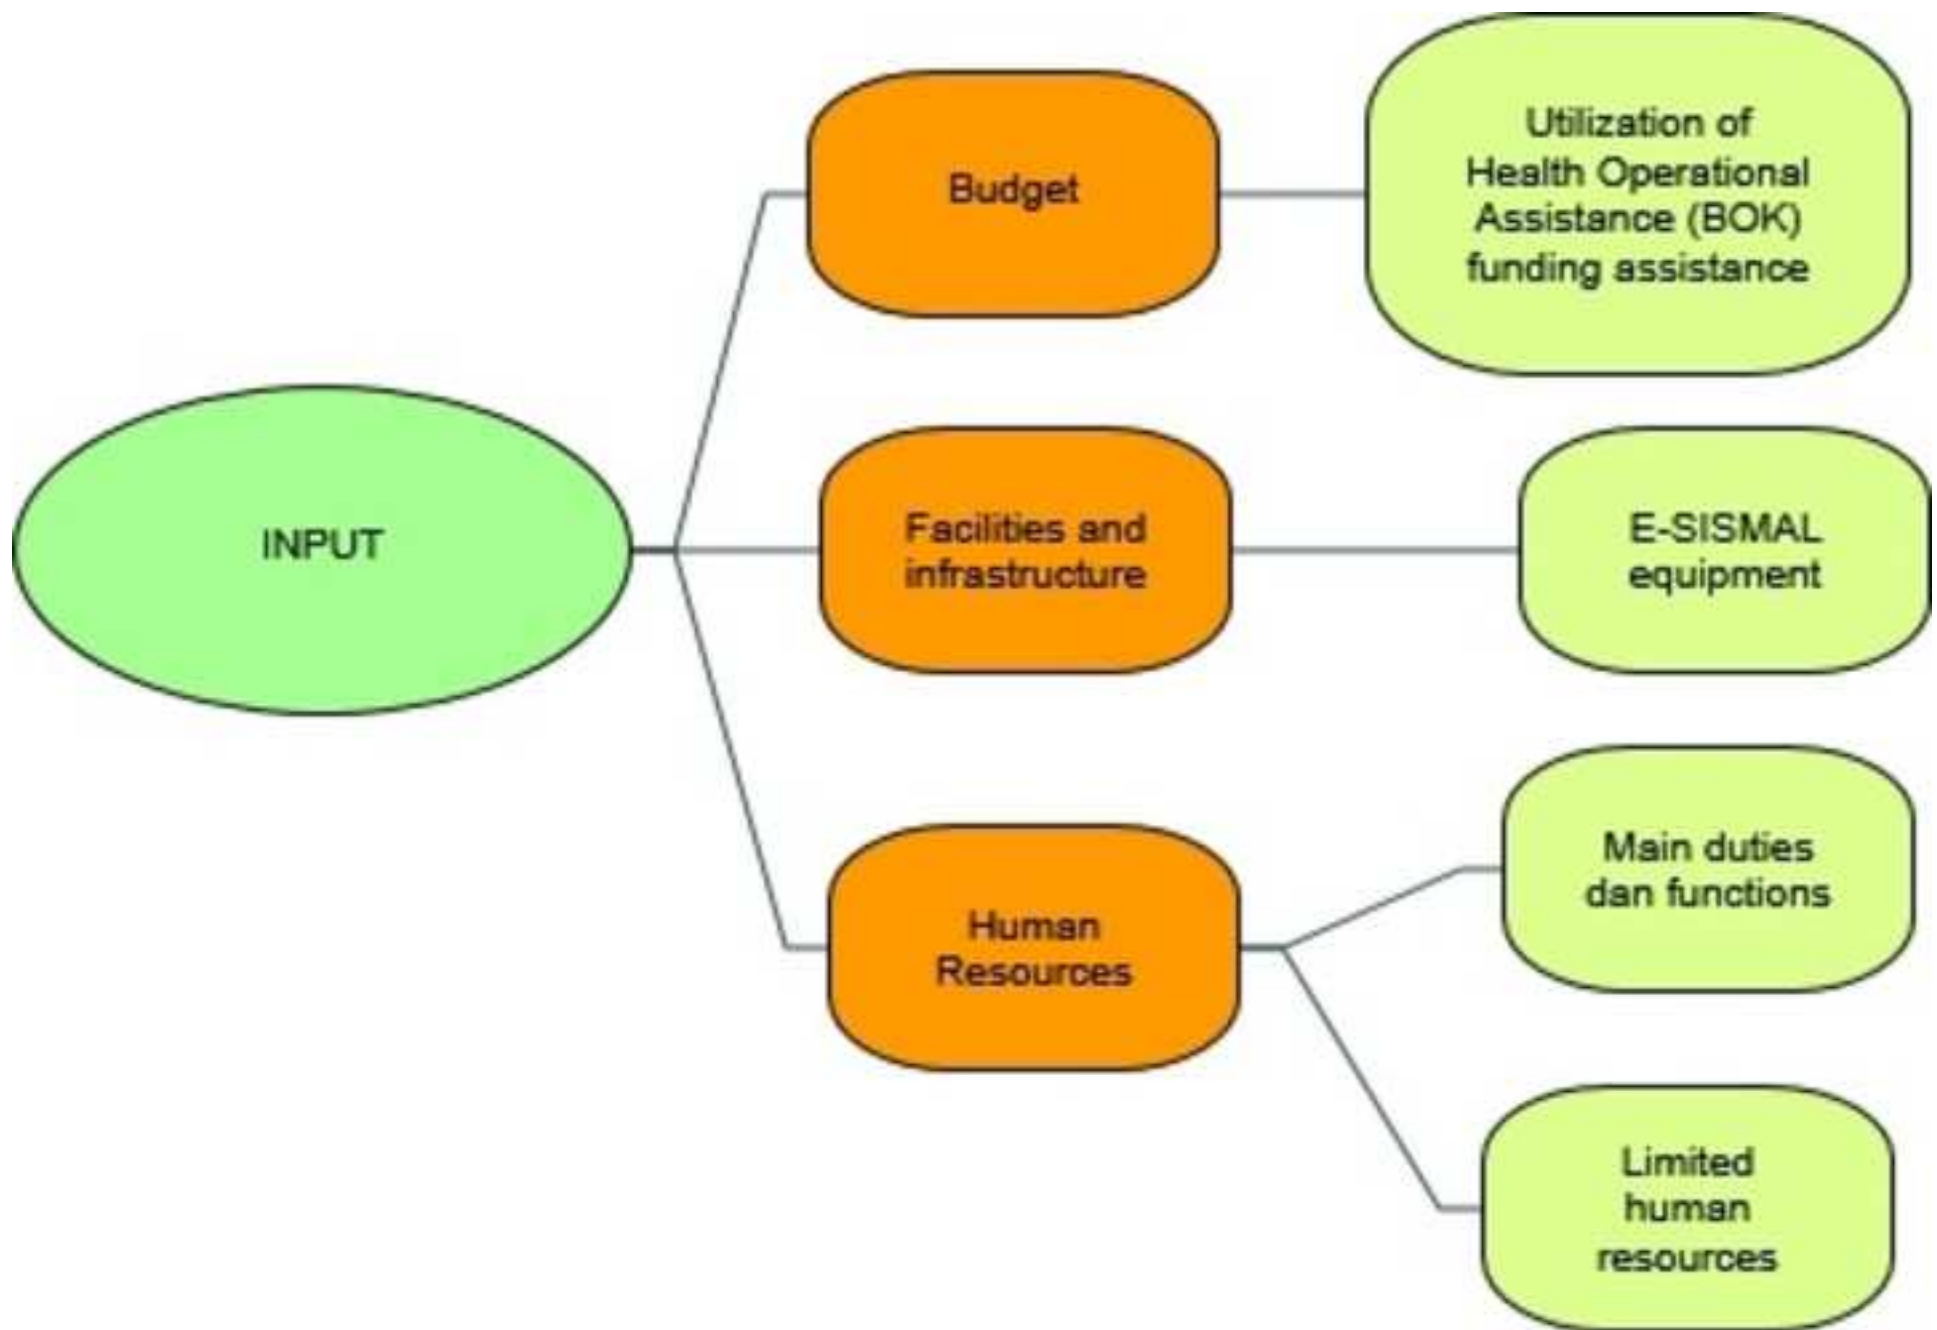 INPUT
Budget
Utilization of
Health Operational
Assistance (BOK)
funding assistance
Facilities and
infrastructure
E-SISMAL
equipment
Human
Resources
Main duties
dan functions
Limited
human
resources